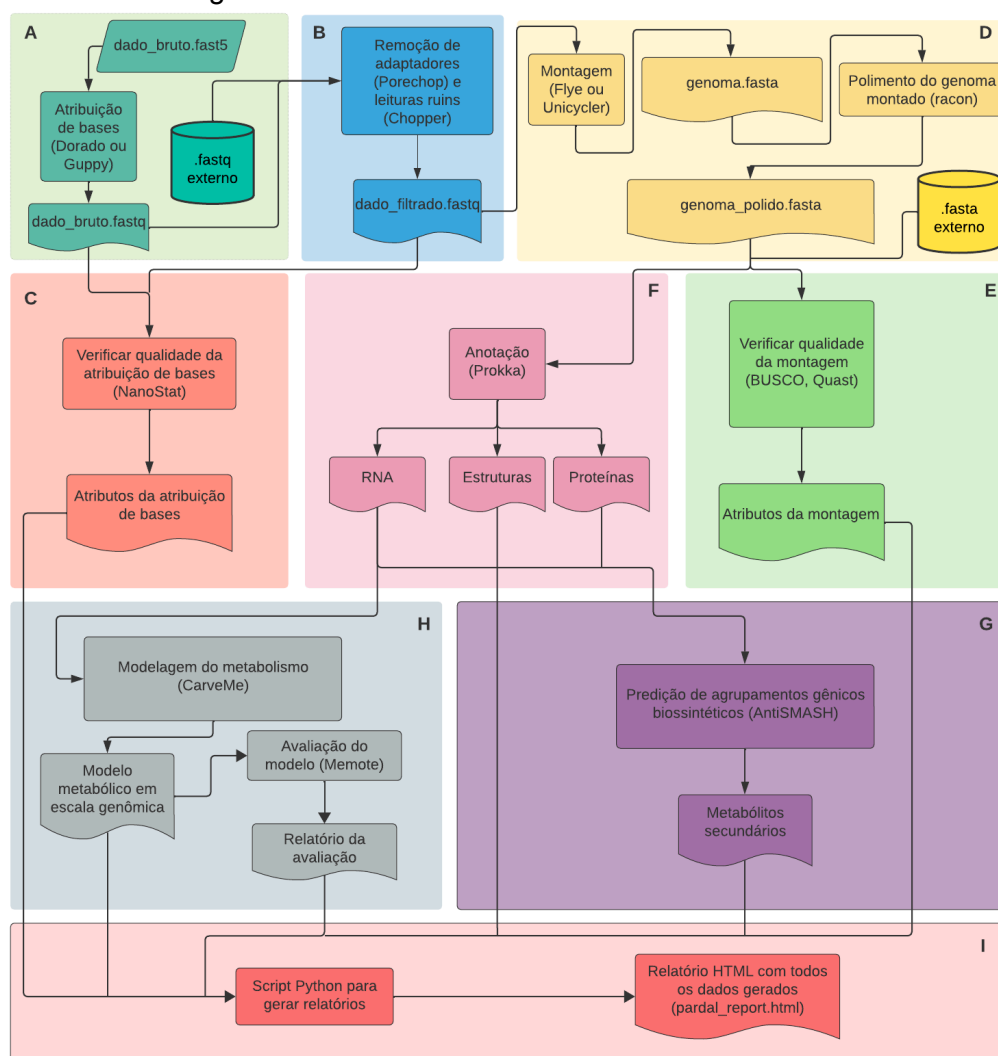 A
dado_bruto.fast5
Atribuição
de bases
(Dorado ou
Guppy)
.fastq
externo
dado_bruto.fastq
B
Remoção de
adaptadores
(Porechop) e
leituras ruins
(Chopper)
dado_filtrado.fastq
D
Montagem
(Flye ou
Unicycler)
genoma.fasta
Polimento do genoma
montado (racon)
genoma_polido.fasta
.fasta
externo
C
Verificar qualidade da
atribuição de bases
(NanoStat)
Atributos da atribuição
de bases
F
Anotação
(Prokka)
RNA
Estruturas
Proteínas
E
Verificar qualidade
da montagem
(BUSCO, Quast)
Atributos da montagem
H
Modelagem do metabolismo
(CarveMe)
Modelo
metabólico em
escala genômica
Avaliação do
modelo (Memote)
Relatório da
avaliação
G
Predição de agrupamentos gênicos
biossintéticos (AntiSMASH)
Metabólitos
secundários
I
Script Python para
gerar relatórios
Relatório HTML com todos
os dados gerados
(pardal_report.html)